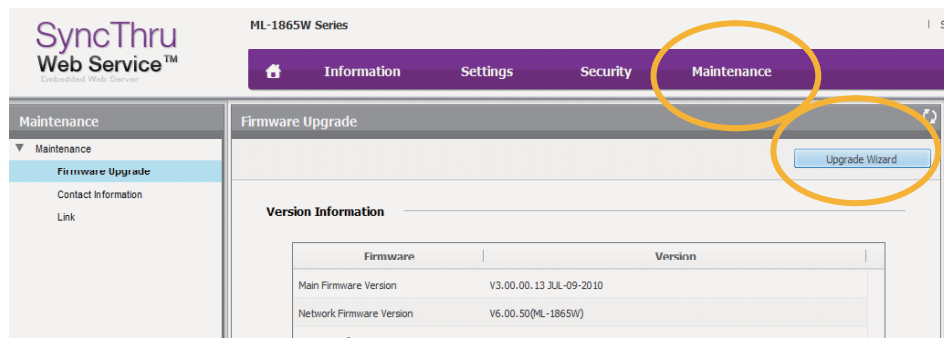 SyncThru
Web Service™
Embedded Web Server
ML-1865W Series
Information Settings Security Maintenance
Maintenance
Maintenance
Firmware Upgrade
Contact Information
Link
Firmware Upgrade
Upgrade Wizard
Version Information
Firmware Version
Main Firmware Version V3.00.00.13 JUL-09-2010
Network Firmware Version V6.00.50(ML-1865W)